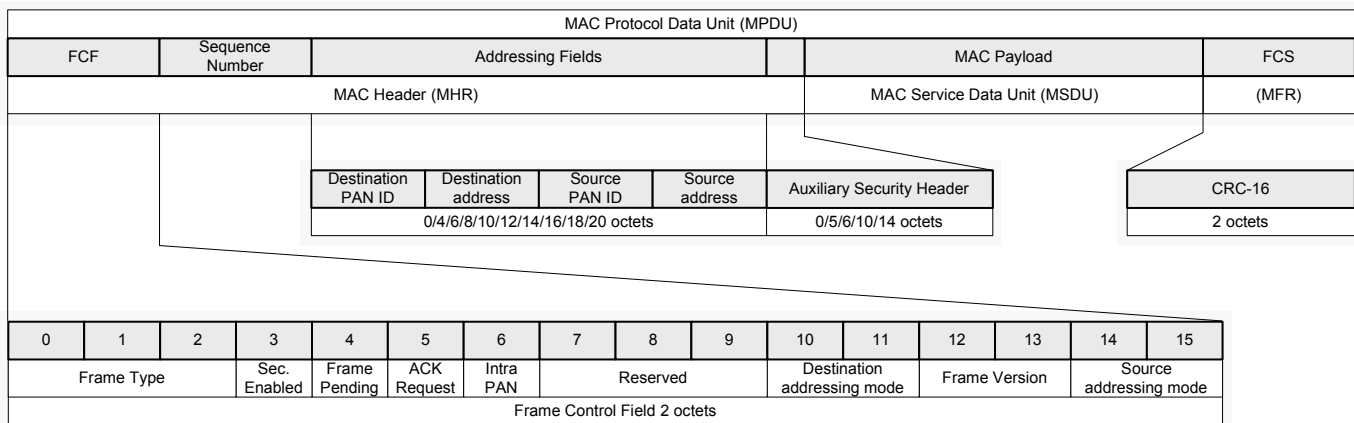 MAC Protocol Data Unit (MPDU)
FCF
Sequence
Number
Addressing Fields
MAC Payload
FCS
MAC Header (MHR)
MAC Service Data Unit (MSDU)
(MFR)
Destination
PAN ID
Destination
address
Source
PAN ID
Source
address
Auxiliary Security Header
CRC-16
0/4/6/8/10/12/14/16/18/20 octets
0/5/6/10/14 octets
2 octets
0 1 2 3 4 5 6 7 8 9 10 11 12 13 14 15
Frame Type
Sec.
Enabled
Frame
Pending
ACK
Request
Intra
PAN
Reserved
Destination
addressing mode
Frame Version
Source
addressing mode
Frame Control Field 2 octets